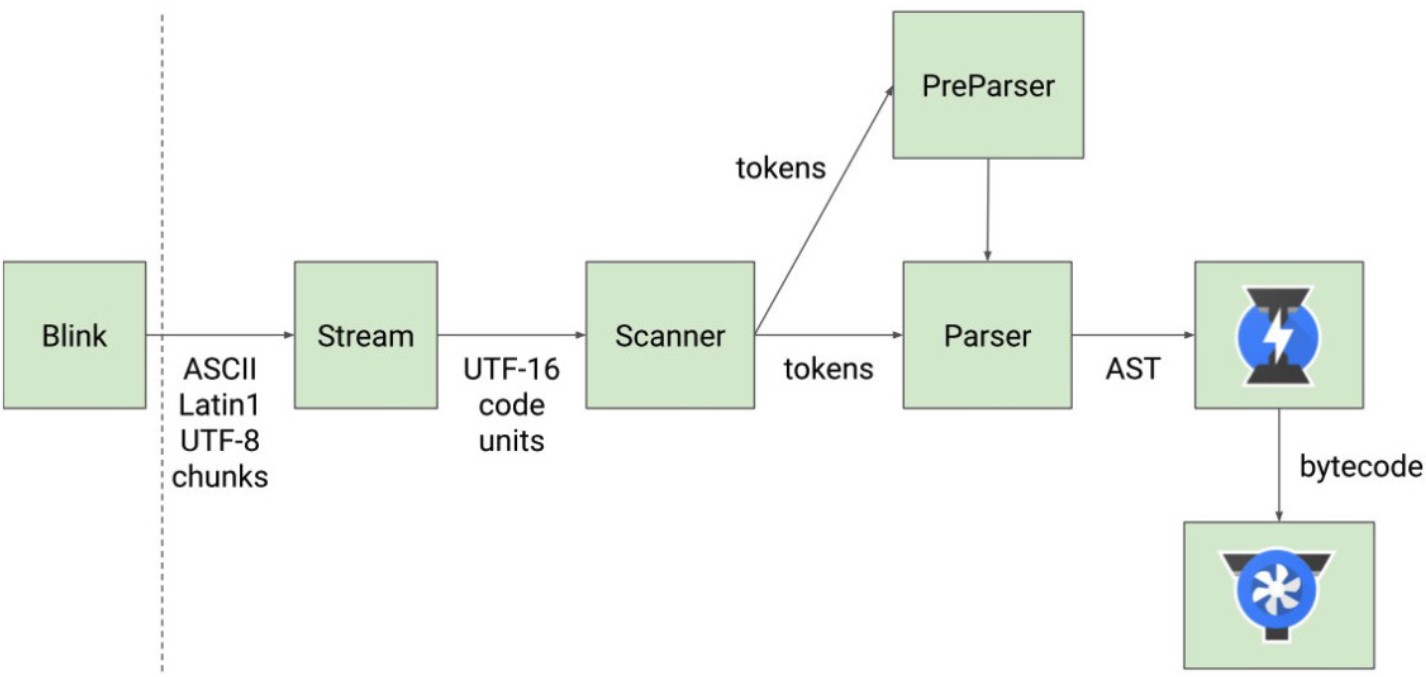 PreParser
tokens
Blink
Stream
Scanner
Parser
ASCII
Latin1
UTF-8
chunks
UTF-16
code
units
tokens
AST
bytecode